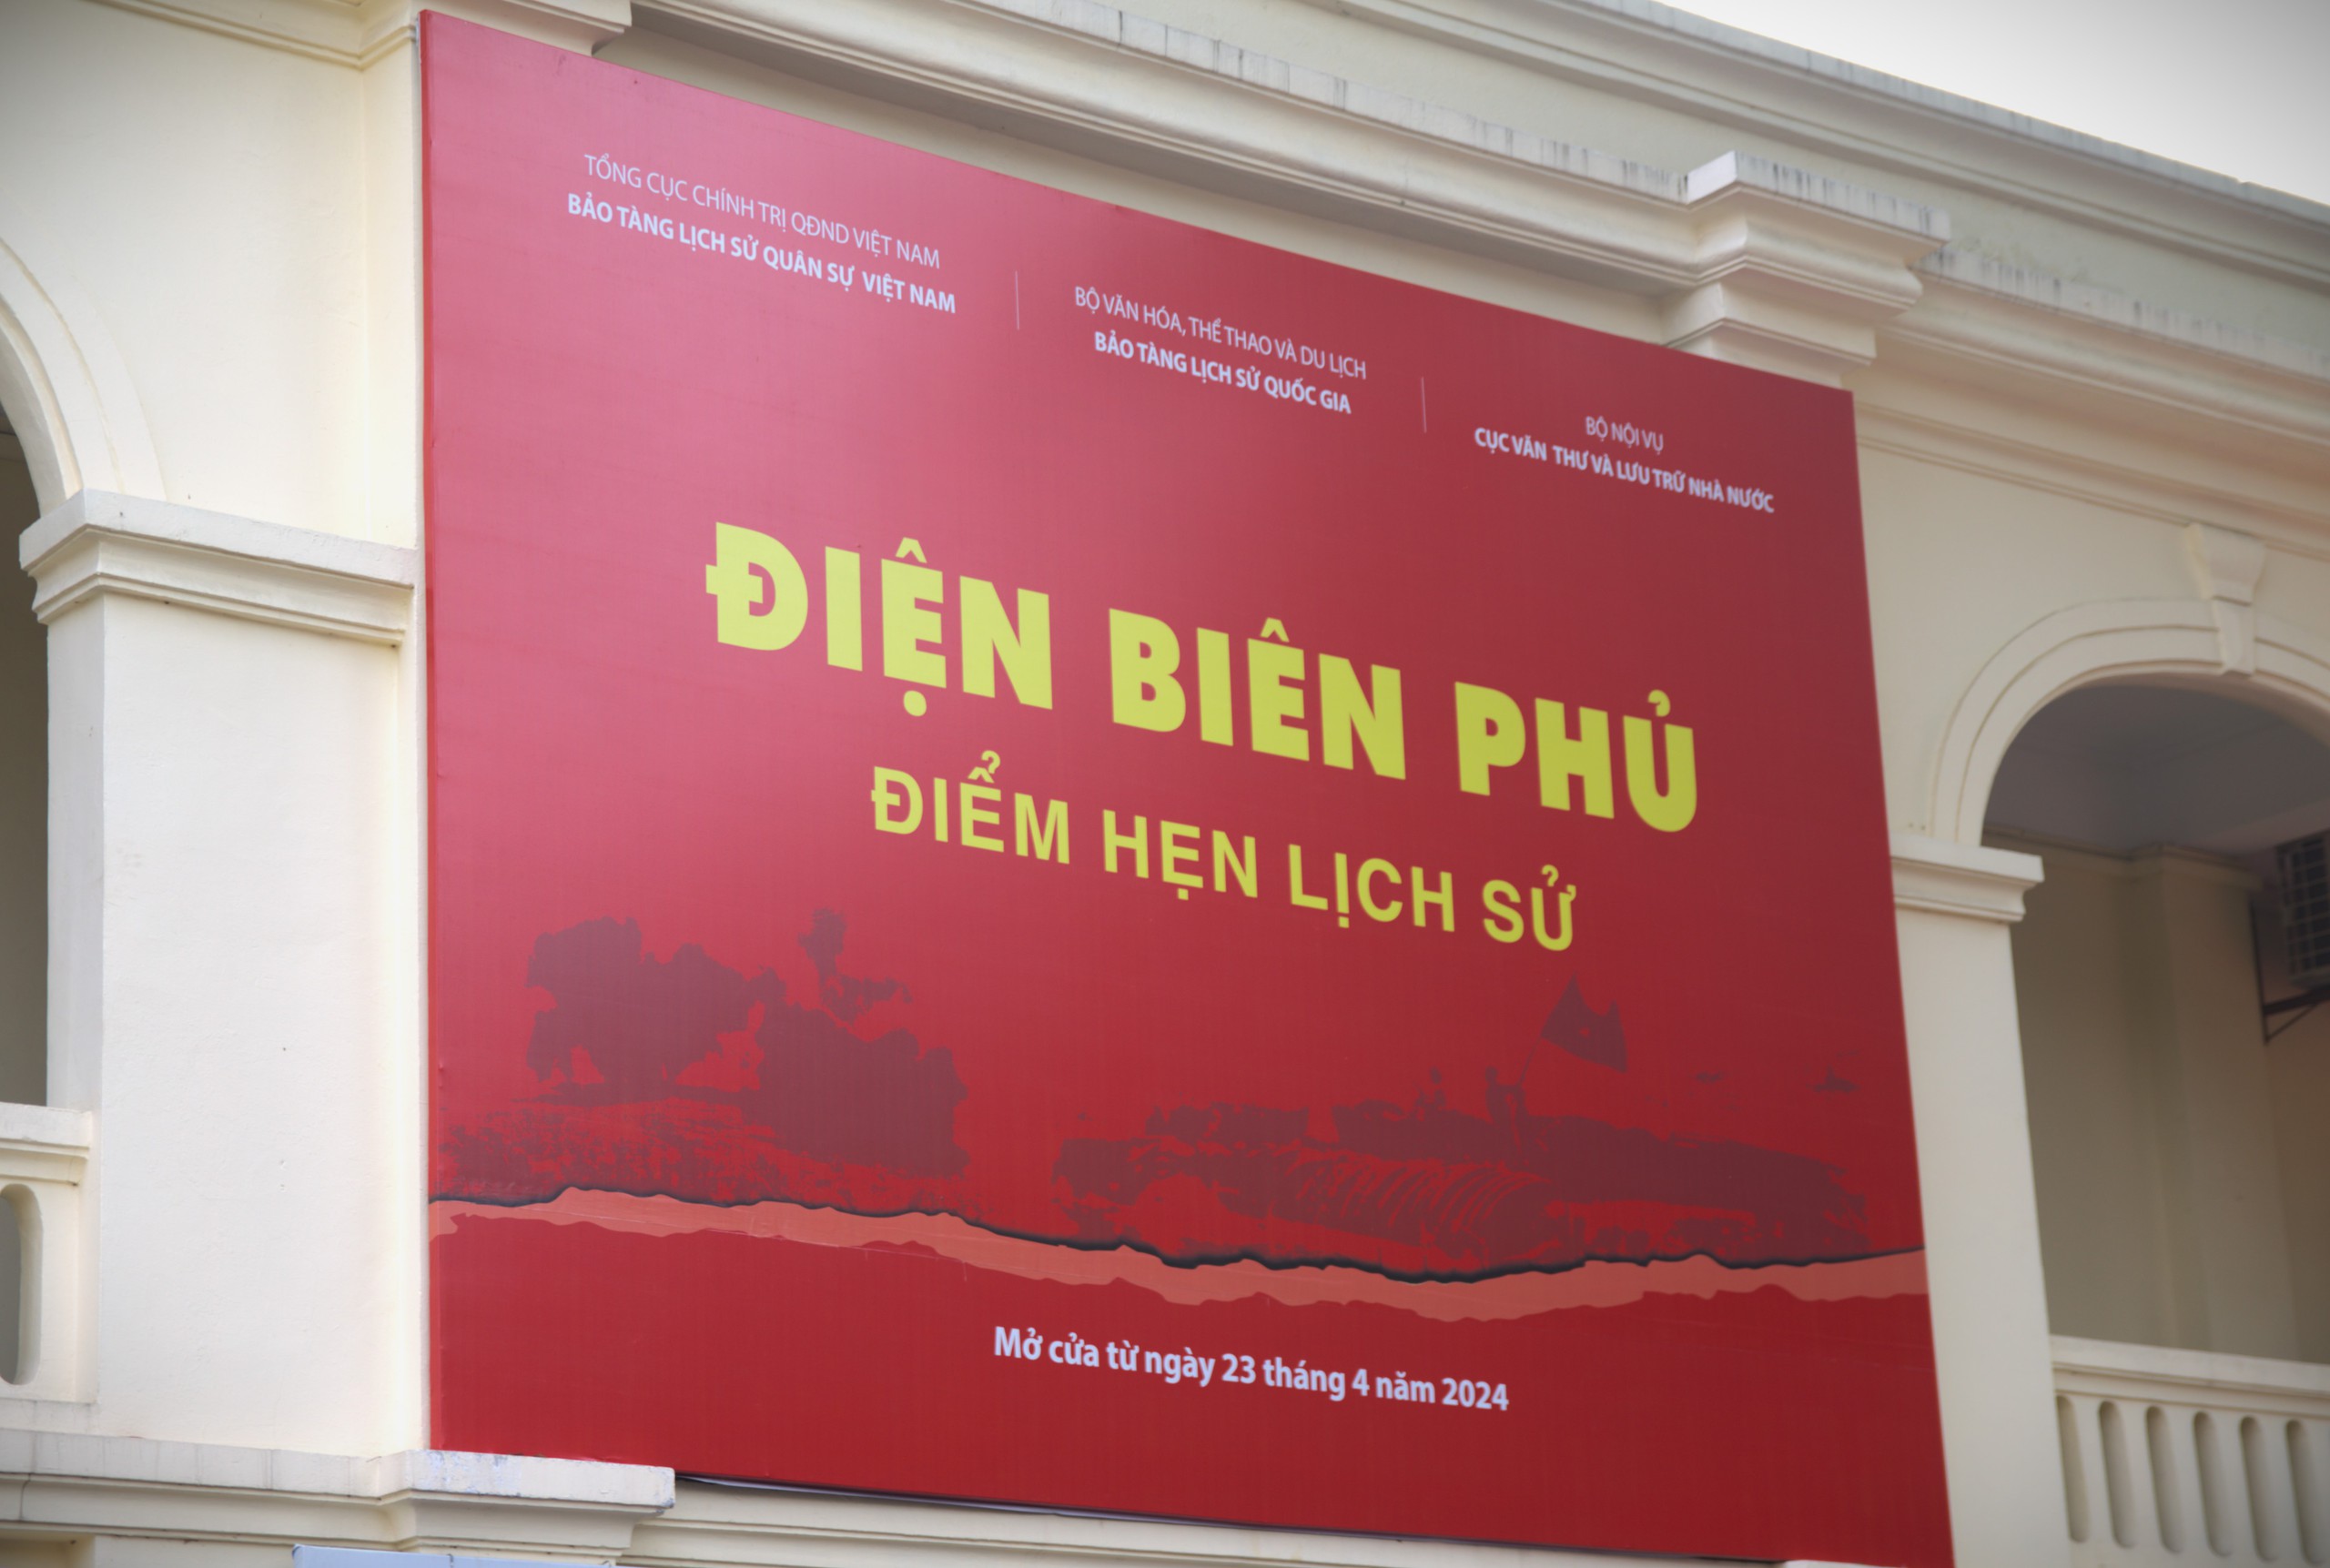 TỔNG CỤC CHÍNH TRỊ QĐND VIỆT NAM
BẢO TÀNG LỊCH SỬ QUÂN SỰ VIỆT NAM
BỘ VĂN HÓA, THỂ THAO VÀ DU LỊCH
BẢO TÀNG LỊCH SỬ QUỐC GIA
BỘ NỘI VỤ
CỤC VĂN THƯ VÀ LƯU TRỮ NHÀ NƯỚC
ĐIỆN BIÊN PHỦ
ĐIỂM HẸN LỊCH SỬ
Mở cửa từ ngày 23 tháng 4 năm 2024